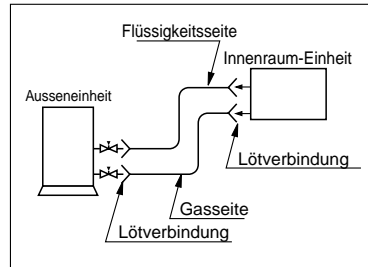 Flüssigkeitsseite
Innenraum-Einheit
Ausseneinheit
Lötverbindung
Gasseite
Lötverbindung